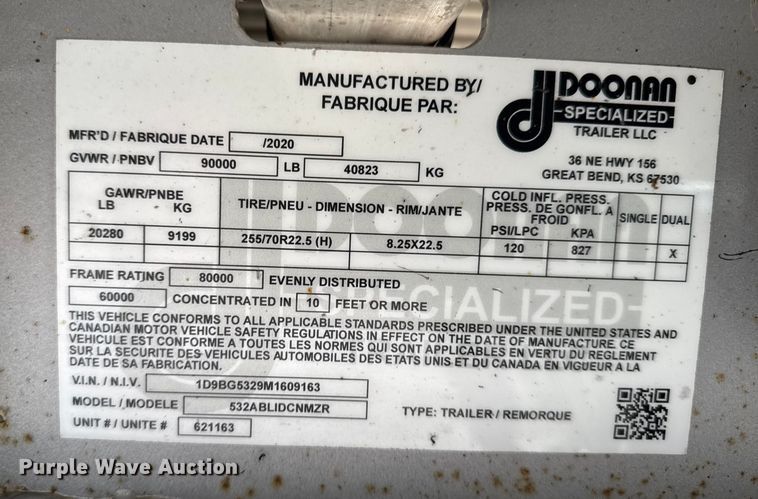 MANUFACTURED BY/
FABRIQUE PAR:
DOONAN
SPECIALIZED
TRAILER LLC
36 NE HWY 156
GREAT BEND, KS 67530
MFR'D / FABRIQUE DATE /2020
GVWR / PNBV 90000 LB 40823 KG
GAWR/PNBE
LB KG
TIRE/PNEU - DIMENSION - RIM/JANTE
COLD INFL. PRESS.
PRESS. DE GONFL. A
FROID
PSI/LPC KPA
SINGLE DUAL
20280 9199 255/70R22.5 (H) 8.25X22.5 120 827 X
FRAME RATING 80000 EVENLY DISTRIBUTED
60000 CONCENTRATED IN 10 FEET OR MORE
DOONAN
SPECIALIZED
THIS VEHICLE CONFORMS TO ALL APPLICABLE STANDARDS PRESCRIBED UNDER THE UNITED STATES AND
CANADIAN MOTOR VEHICLE SAFETY REGULATIONS IN EFFECT ON THE DATE OF MANUFACTURE. CE
VEHICULE EST CONFORME A TOUTES LES NORMES QUI SONT APPLICABLES EN VERTU DU REGLEMENT
SUR LA SECURITE DES VEHICULES AUTOMOBILES DES ETATS UNIS ET DU CANADA EN VIGUEUR A LA
DATE DE SA FABRICATION.
V.I.N. / N.I.V. 1D9BG5329M1609163
MODEL / MODELE 532ABLIDCNMZR
TYPE: TRAILER / REMORQUE
UNIT # / UNITE # 621163
Purple Wave Auction